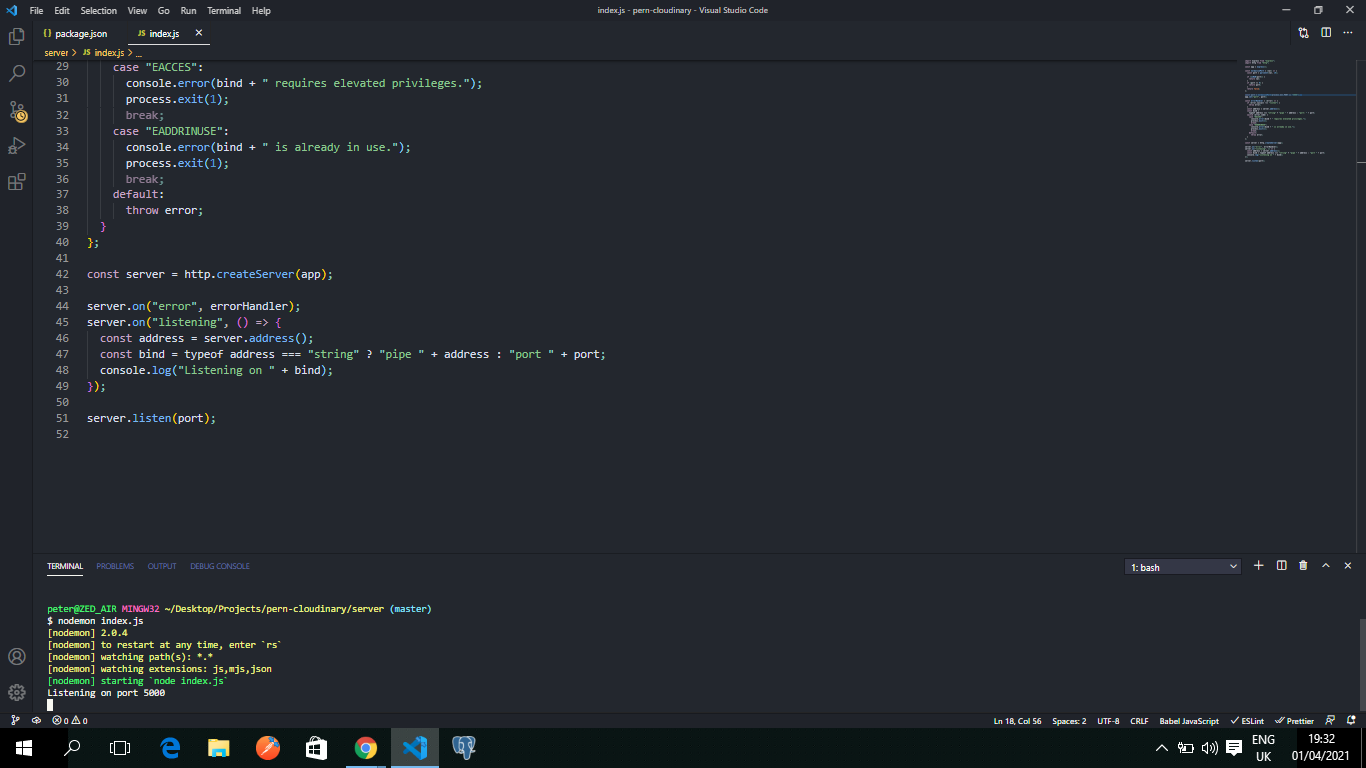 File Edit Selection View Go Run Terminal Help
index.js - pern-cloudinary - Visual Studio Code
{} package.json
JS index.js
server > JS index.js > ...
29 case "EACCES":
30 console.error(bind + " requires elevated privileges.");
31 process.exit(1);
32 break;
33 case "EADDRINUSE":
34 console.error(bind + " is already in use.");
35 process.exit(1);
36 break;
37 default:
38 throw error;
39 }
40 };
41
42 const server = http.createServer(app);
43
44 server.on("error", errorHandler);
45 server.on("listening", () => {
46 const address = server.address();
47 const bind = typeof address === "string" ? "pipe " + address : "port " + port;
48 console.log("Listening on " + bind);
49 });
50
51 server.listen(port);
52
TERMINAL PROBLEMS OUTPUT DEBUG CONSOLE
1: bash
peter@ZED_AIR MINGW32 ~/Desktop/Projects/pern-cloudinary/server (master)
$ nodemon index.js
[nodemon] 2.0.4
[nodemon] to restart at any time, enter `rs`
[nodemon] watching path(s): *.*
[nodemon] watching extensions: js,mjs,json
[nodemon] starting `node index.js`
Listening on port 5000
0 0
Ln 18, Col 56 Spaces: 2 UTF-8 CRLF Babel JavaScript ESLint Prettier
ENG
UK
19:32
01/04/2021